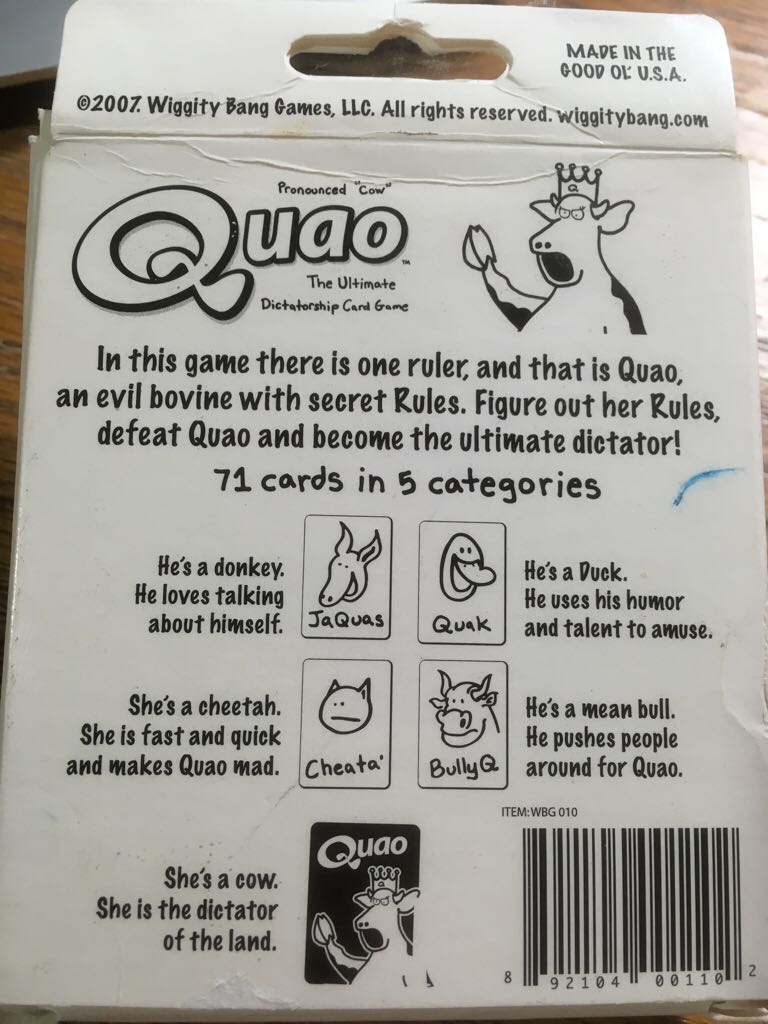 MADE IN THE
GOOD OL' U.S.A.
©2007. Wiggity Bang Games, LLC. All rights reserved. wiggitybang.com
Pronounced "Cow"
Quao™
The Ultimate
Dictatorship Card Game
Q
In this game there is one ruler, and that is Quao,
an evil bovine with secret Rules. Figure out her Rules,
defeat Quao and become the ultimate dictator!
71 cards in 5 categories
He's a donkey.
He loves talking
about himself.
JaQuas
Quak
He's a Duck.
He uses his humor
and talent to amuse.
She's a cheetah.
She is fast and quick
and makes Quao mad.
Cheata'
BullyQ
He's a mean bull.
He pushes people
around for Quao.
She's a cow.
She is the dictator
of the land.
Quao
Q
ITEM: WBG 010
8 92104 00110 2